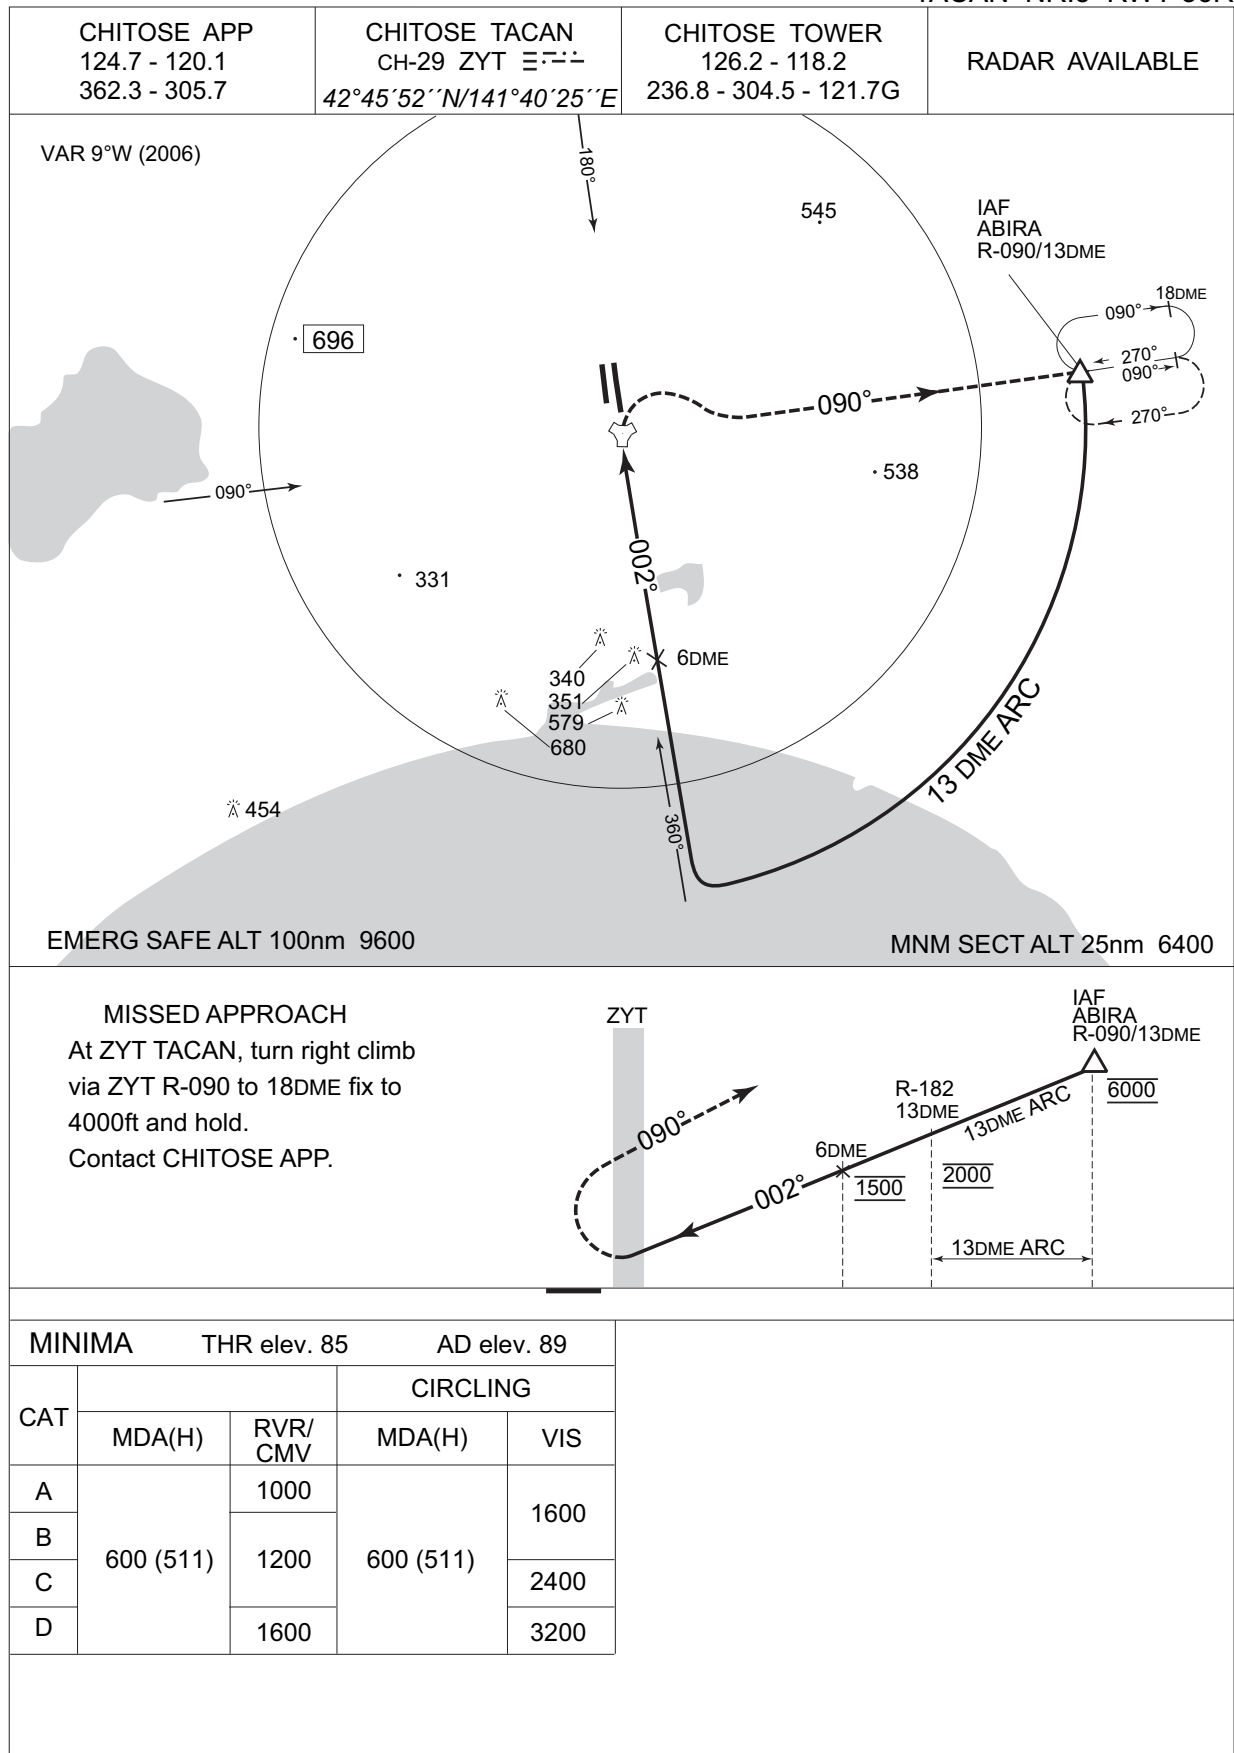 CHITOSE APP
124.7 - 120.1
362.3 - 305.7
CHITOSE TACAN
CH-29 ZYT
42°45´52´´N/141°40´25´´E
CHITOSE TOWER
126.2 - 118.2
236.8 - 304.5 - 121.7G
RADAR AVAILABLE
VAR 9°W (2006)
180°
545
IAF
ABIRA
R-090/13DME
18DME
090°
696
270°
090°
090°
270°
538
090°
002°
331
6DME
340
351
579
680
13 DME ARC
454
360°
EMERG SAFE ALT 100nm 9600
MNM SECT ALT 25nm 6400
MISSED APPROACH
At ZYT TACAN, turn right climb
via ZYT R-090 to 18DME fix to
4000ft and hold.
Contact CHITOSE APP.
ZYT
IAF
ABIRA
R-090/13DME
R-182
13DME
6000
13DME ARC
090°
6DME
2000
1500
002°
13DME ARC
MINIMA THR elev. 85 AD elev. 89
CAT
CIRCLING
MDA(H)
RVR/
CMV
MDA(H)
VIS
A
1000
1600
B
600 (511)
1200
600 (511)
C
2400
D
1600
3200